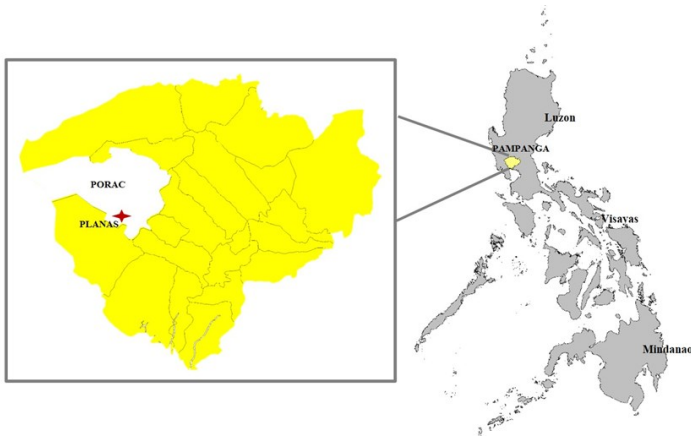 PORAC
PLANAS
Luzon
PAMPANGA
Visayas
Mindanao